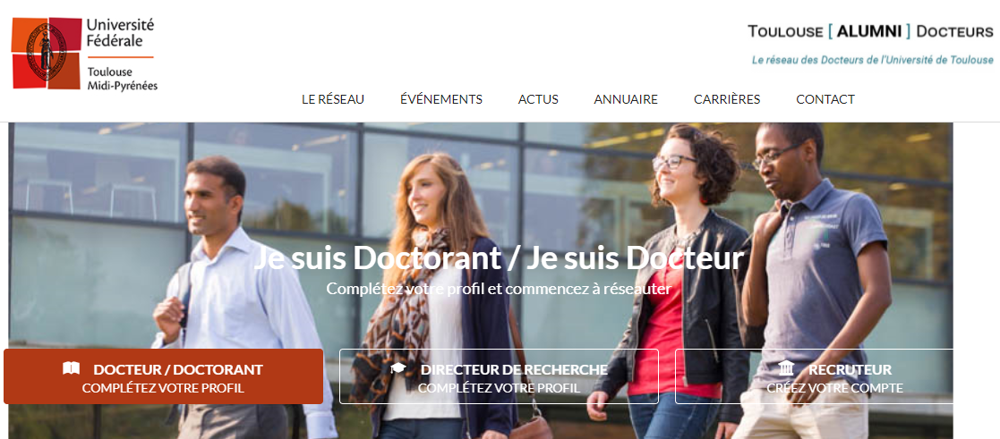 Université
Fédérale
Toulouse
Midi-Pyrénées
TOULOUSE [ ALUMNI ] DOCTEURS
Le réseau des Docteurs de l'Université de Toulouse
LE RÉSEAU ÉVÉNEMENTS ACTUS ANNUAIRE CARRIÈRES CONTACT
Je suis Doctorant / Je suis Docteur
Complétez votre profil et commencez à réseauter
DOCTEUR / DOCTORANT
COMPLÉTEZ VOTRE PROFIL
DIRECTEUR DE RECHERCHE
COMPLÉTEZ VOTRE PROFIL
RECRUTEUR
CRÉEZ VOTRE COMPTE